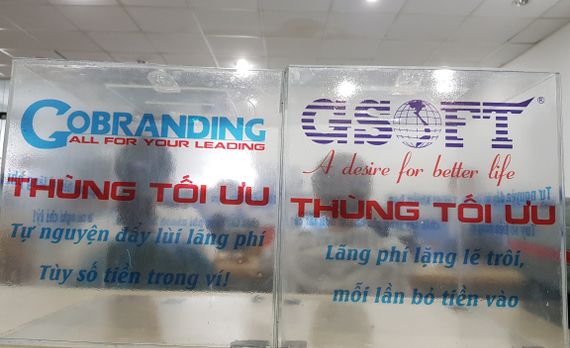 GOBRANDING
ALL FOR YOUR LEADING
THÙNG TỐI ƯU
Tự nguyện đẩy lùi lãng phí
Tùy số tiền trong ví!
GSOFT®
A desire for better life
THÙNG TỐI ƯU
Lãng phí lặng lẽ trôi,
mỗi lần bỏ tiền vào